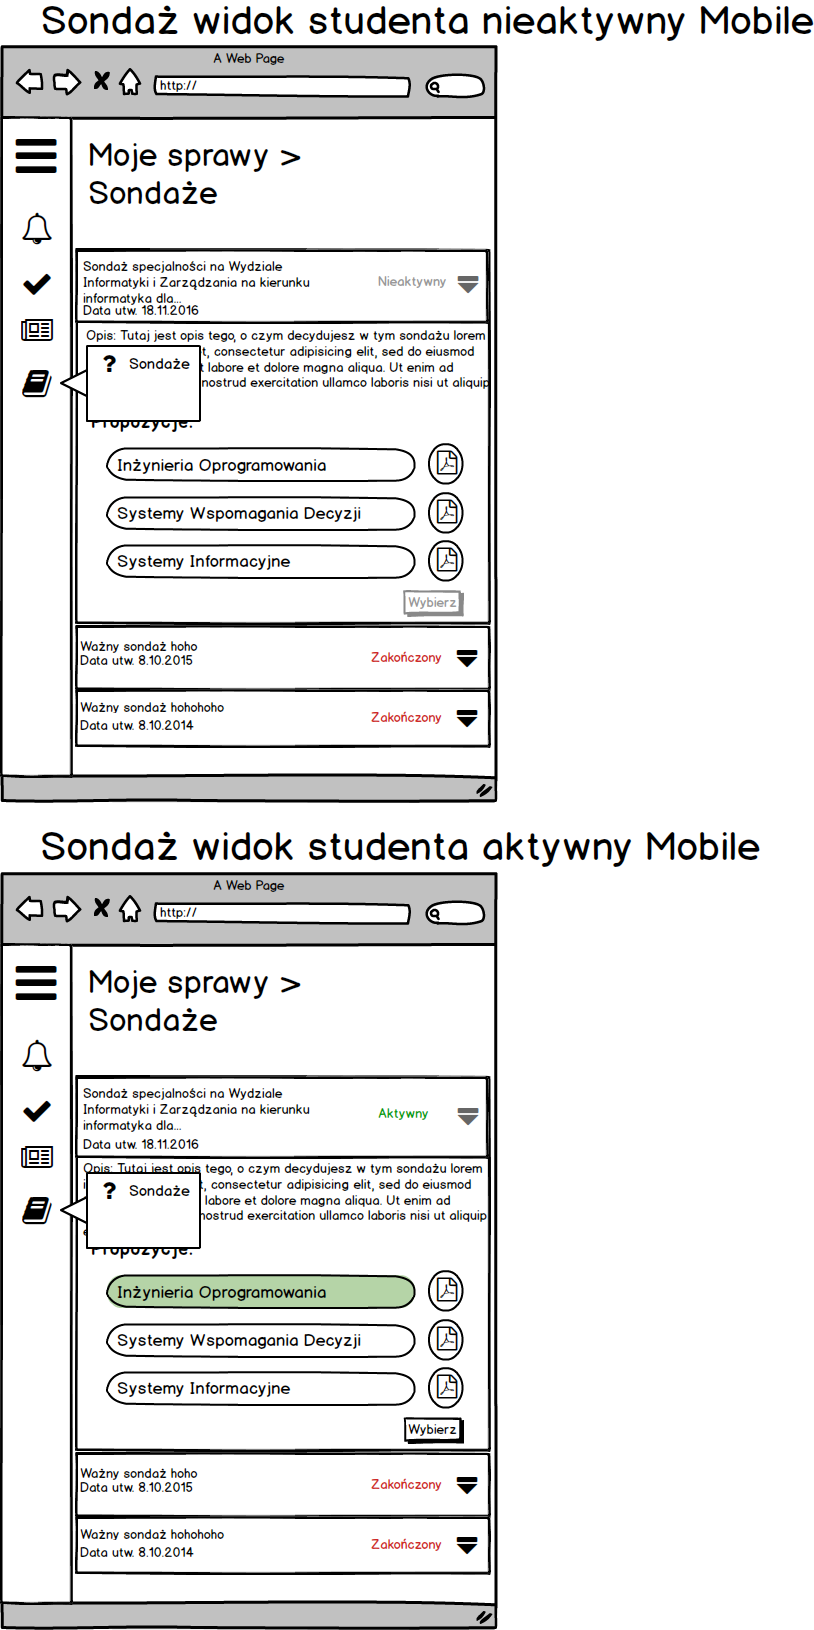 Sondaż widok studenta nieaktywny Mobile
A Web Page
http://
Moje sprawy >
Sondaże
Sondaż specjalności na Wydziale
Informatyki i Zarządzania na kierunku
informatyka dla...
Data utw. 18.11.2016
Nieaktywny
Opis: Tutaj jest opis tego, o czym decydujesz w tym sondażu lorem
t, consectetur adipisicing elit, sed do eiusmod
t labore et dolore magna aliqua. Ut enim ad
nostrud exercitation ullamco laboris nisi ut aliquip
? Sondaże
Propozycje:
Inżynieria Oprogramowania
Systemy Wspomagania Decyzji
Systemy Informacyjne
Wybierz
Ważny sondaż hoho
Data utw. 8.10.2015
Zakończony
Ważny sondaż hohohoho
Data utw. 8.10.2014
Zakończony
Sondaż widok studenta aktywny Mobile
A Web Page
http://
Moje sprawy >
Sondaże
Sondaż specjalności na Wydziale
Informatyki i Zarządzania na kierunku
informatyka dla...
Data utw. 18.11.2016
Aktywny
Opis: Tutaj jest opis tego, o czym decydujesz w tym sondażu lorem
, consectetur adipisicing elit, sed do eiusmod
labore et dolore magna aliqua. Ut enim ad
nostrud exercitation ullamco laboris nisi ut aliquip
? Sondaże
Propozycje:
Inżynieria Oprogramowania
Systemy Wspomagania Decyzji
Systemy Informacyjne
Wybierz
Ważny sondaż hoho
Data utw. 8.10.2015
Zakończony
Ważny sondaż hohohoho
Data utw. 8.10.2014
Zakończony